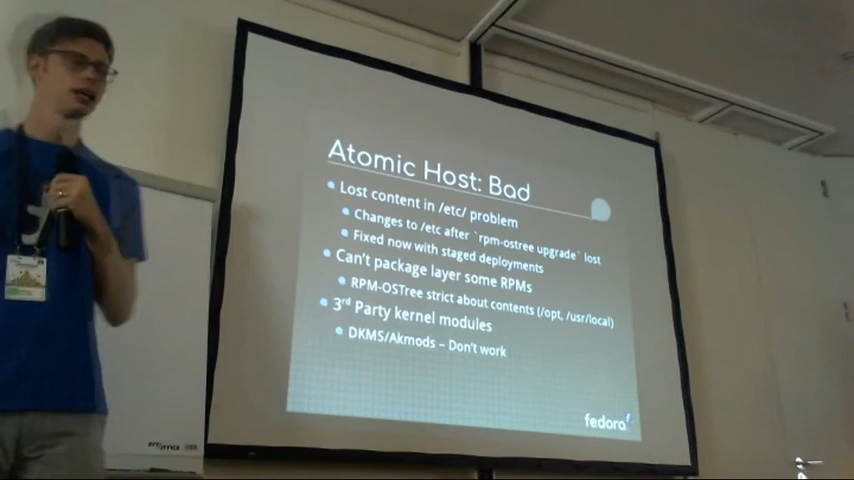 Atomic Host: Bad
Lost content in /etc/ problem
Changes to /etc after `rpm-ostree upgrade` lost
Fixed now with staged deployments
Can't package layer some RPMs
RPM-OSTree strict about contents (/opt, /usr/local)
3rd Party kernel modules
DKMS/Akmods – Don't work
fedora